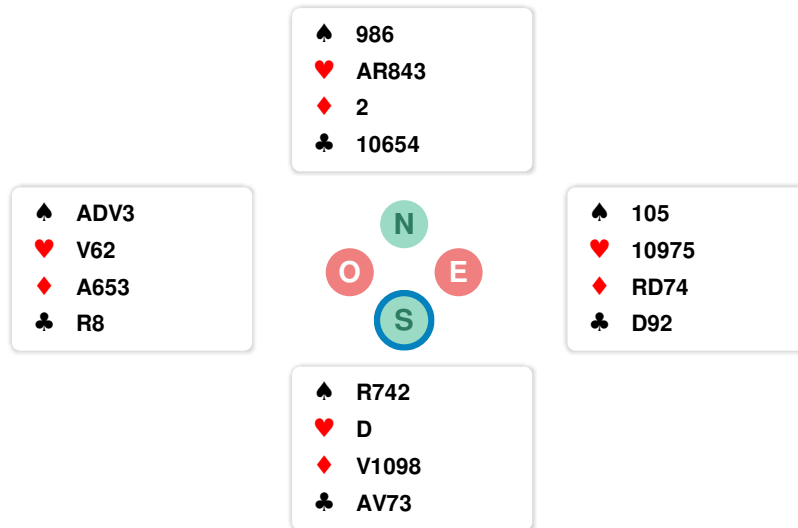 ♠ 986
♥ AR843
♦ 2
♣ 10654
♠ ADV3
♥ V62
♦ A653
♣ R8
N
O E
S
♠ 105
♥ 10975
♦ RD74
♣ D92
♠ R742
♥ D
♦ V1098
♣ AV73